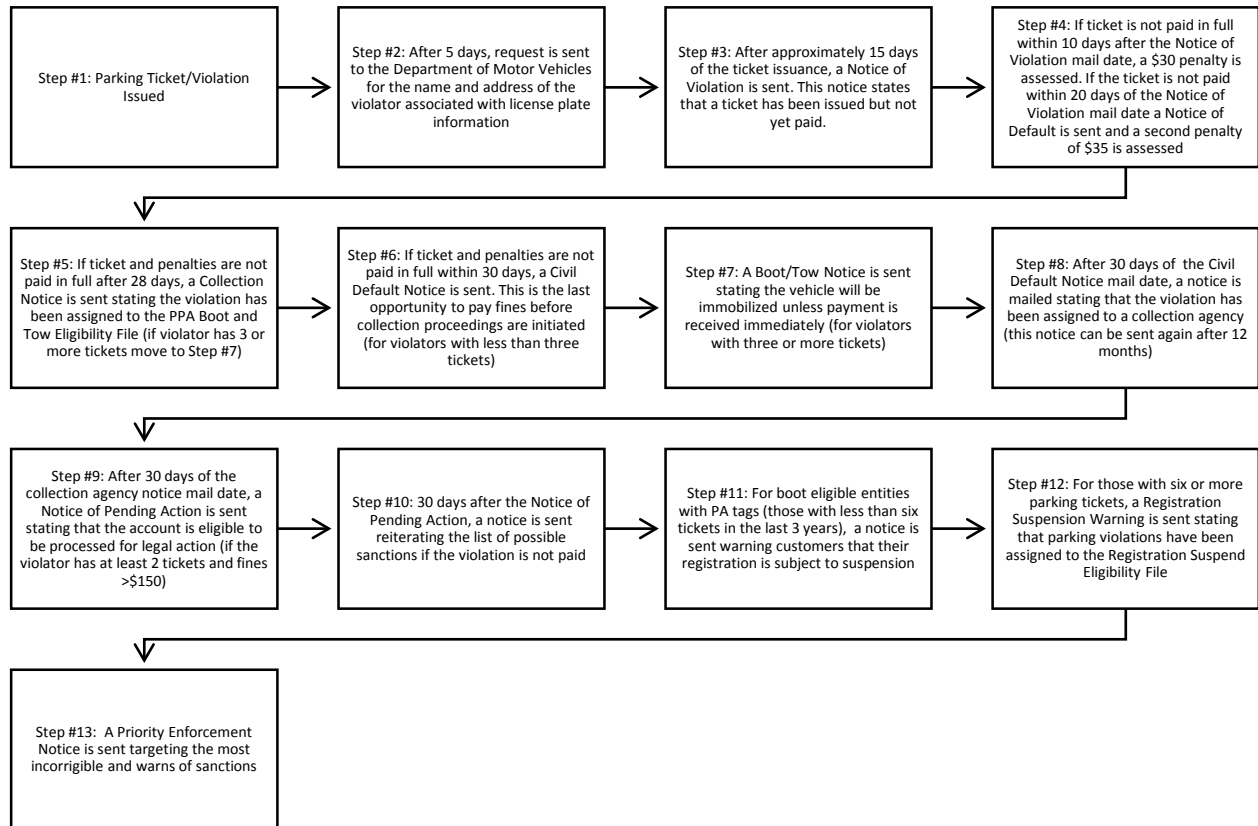 Step #1: Parking Ticket/Violation
Issued
Step #2: After 5 days, request is sent
to the Department of Motor Vehicles
for the name and address of the
violator associated with license plate
information
Step #3: After approximately 15 days
of the ticket issuance, a Notice of
Violation is sent. This notice states
that a ticket has been issued but not
yet paid.
Step #4: If ticket is not paid in full
within 10 days after the Notice of
Violation mail date, a $30 penalty is
assessed. If the ticket is not paid
within 20 days of the Notice of
Violation mail date a Notice of
Default is sent and a second penalty
of $35 is assessed
Step #5: If ticket and penalties are not
paid in full after 28 days, a Collection
Notice is sent stating the violation has
been assigned to the PPA Boot and
Tow Eligibility File (if violator has 3 or
more tickets move to Step #7)
Step #6: If ticket and penalties are not
paid in full within 30 days, a Civil
Default Notice is sent. This is the last
opportunity to pay fines before
collection proceedings are initiated
(for violators with less than three
tickets)
Step #7: A Boot/Tow Notice is sent
stating the vehicle will be
immobilized unless payment is
received immediately (for violators
with three or more tickets)
Step #8: After 30 days of the Civil
Default Notice mail date, a notice is
mailed stating that the violation has
been assigned to a collection agency
(this notice can be sent again after 12
months)
Step #9: After 30 days of the
collection agency notice mail date, a
Notice of Pending Action is sent
stating that the account is eligible to
be processed for legal action (if the
violator has at least 2 tickets and fines
>$150)
Step #10: 30 days after the Notice of
Pending Action, a notice is sent
reiterating the list of possible
sanctions if the violation is not paid
Step #11: For boot eligible entities
with PA tags (those with less than six
tickets in the last 3 years), a notice is
sent warning customers that their
registration is subject to suspension
Step #12: For those with six or more
parking tickets, a Registration
Suspension Warning is sent stating
that parking violations have been
assigned to the Registration Suspend
Eligibility File
Step #13: A Priority Enforcement
Notice is sent targeting the most
incorrigible and warns of sanctions